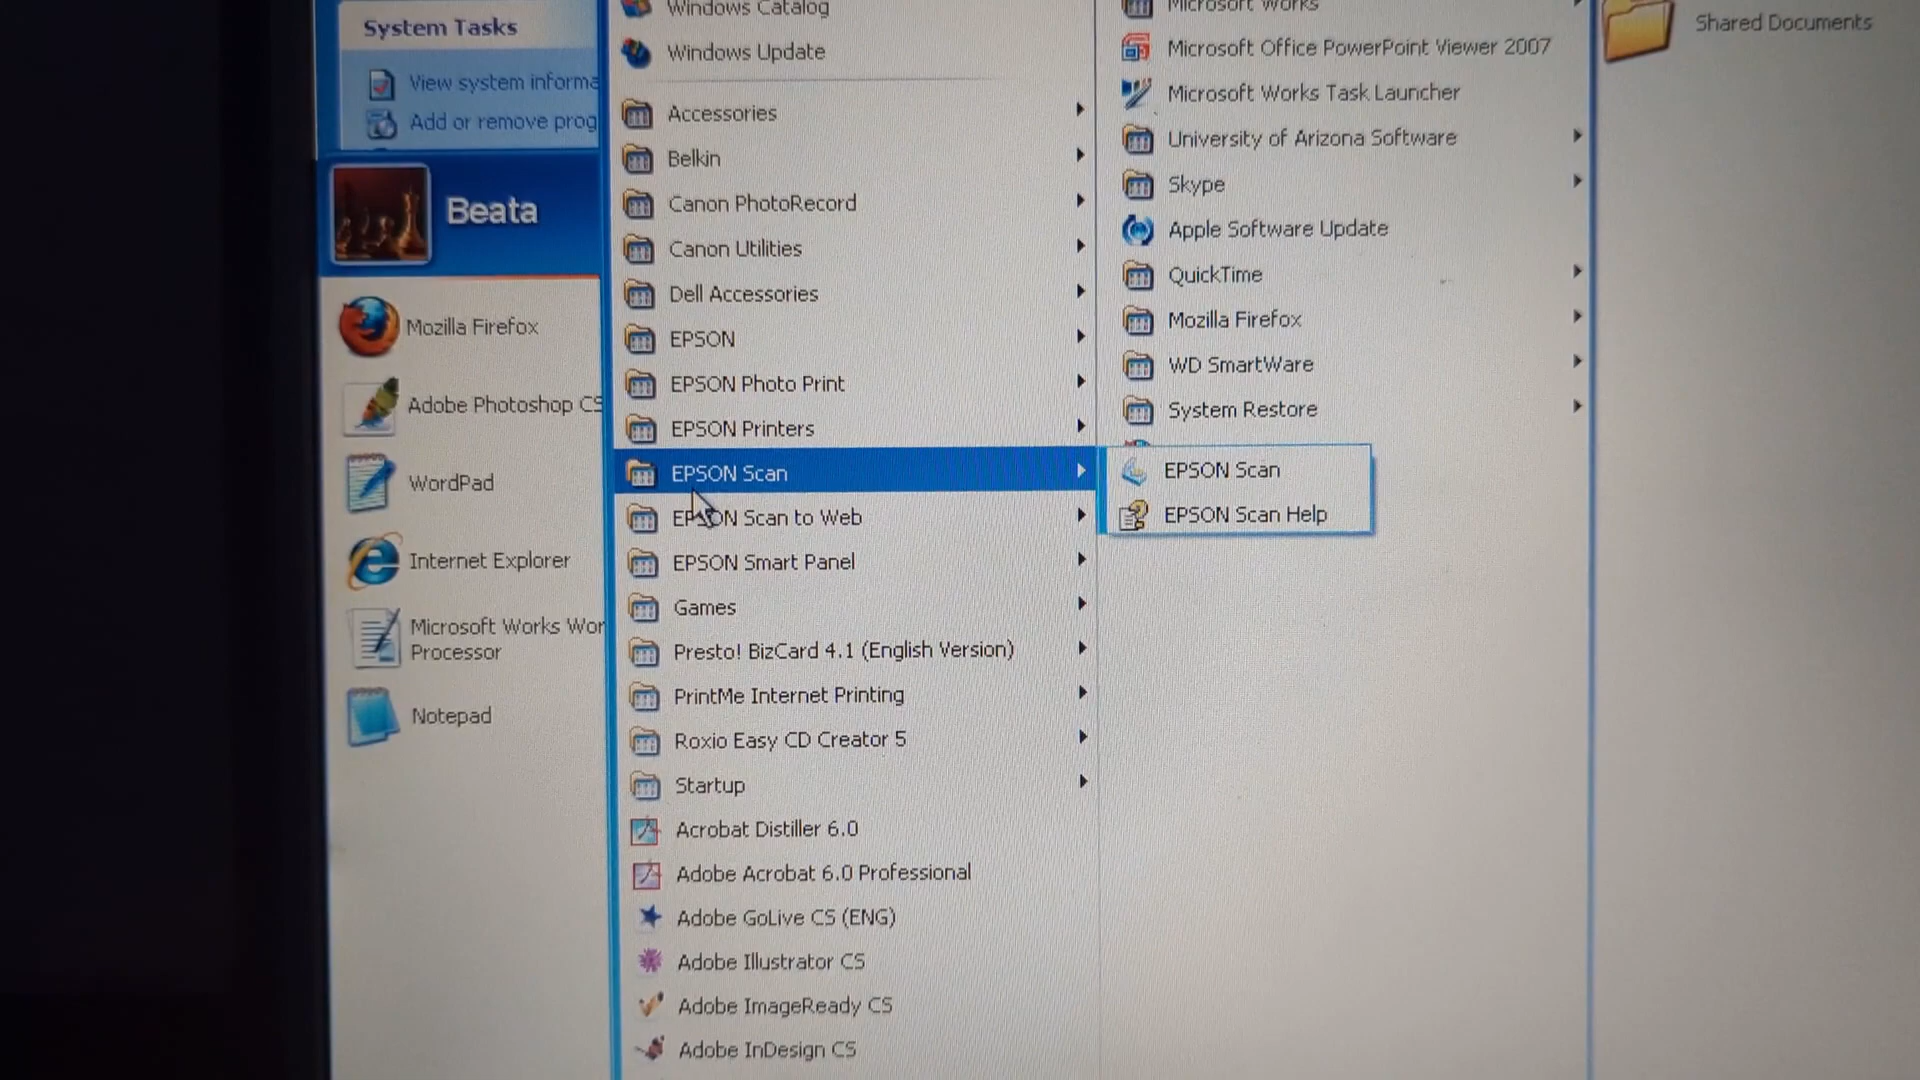 System Tasks
View system informa
Add or remove prog
Beata
Mozilla Firefox
Adobe Photoshop CS
WordPad
Internet Explorer
Microsoft Works Wor
Processor
Notepad
Windows Catalog
Windows Update
Accessories
Belkin
Canon PhotoRecord
Canon Utilities
Dell Accessories
EPSON
EPSON Photo Print
EPSON Printers
EPSON Scan
EPSON Scan to Web
EPSON Smart Panel
Games
Presto! BizCard 4.1 (English Version)
PrintMe Internet Printing
Roxio Easy CD Creator 5
Startup
Acrobat Distiller 6.0
Adobe Acrobat 6.0 Professional
Adobe GoLive CS (ENG)
Adobe Illustrator CS
Adobe ImageReady CS
Adobe InDesign CS
Microsoft Works
Microsoft Office PowerPoint Viewer 2007
Microsoft Works Task Launcher
University of Arizona Software
Skype
Apple Software Update
QuickTime
Mozilla Firefox
WD SmartWare
System Restore
EPSON Scan
EPSON Scan Help
Shared Documents